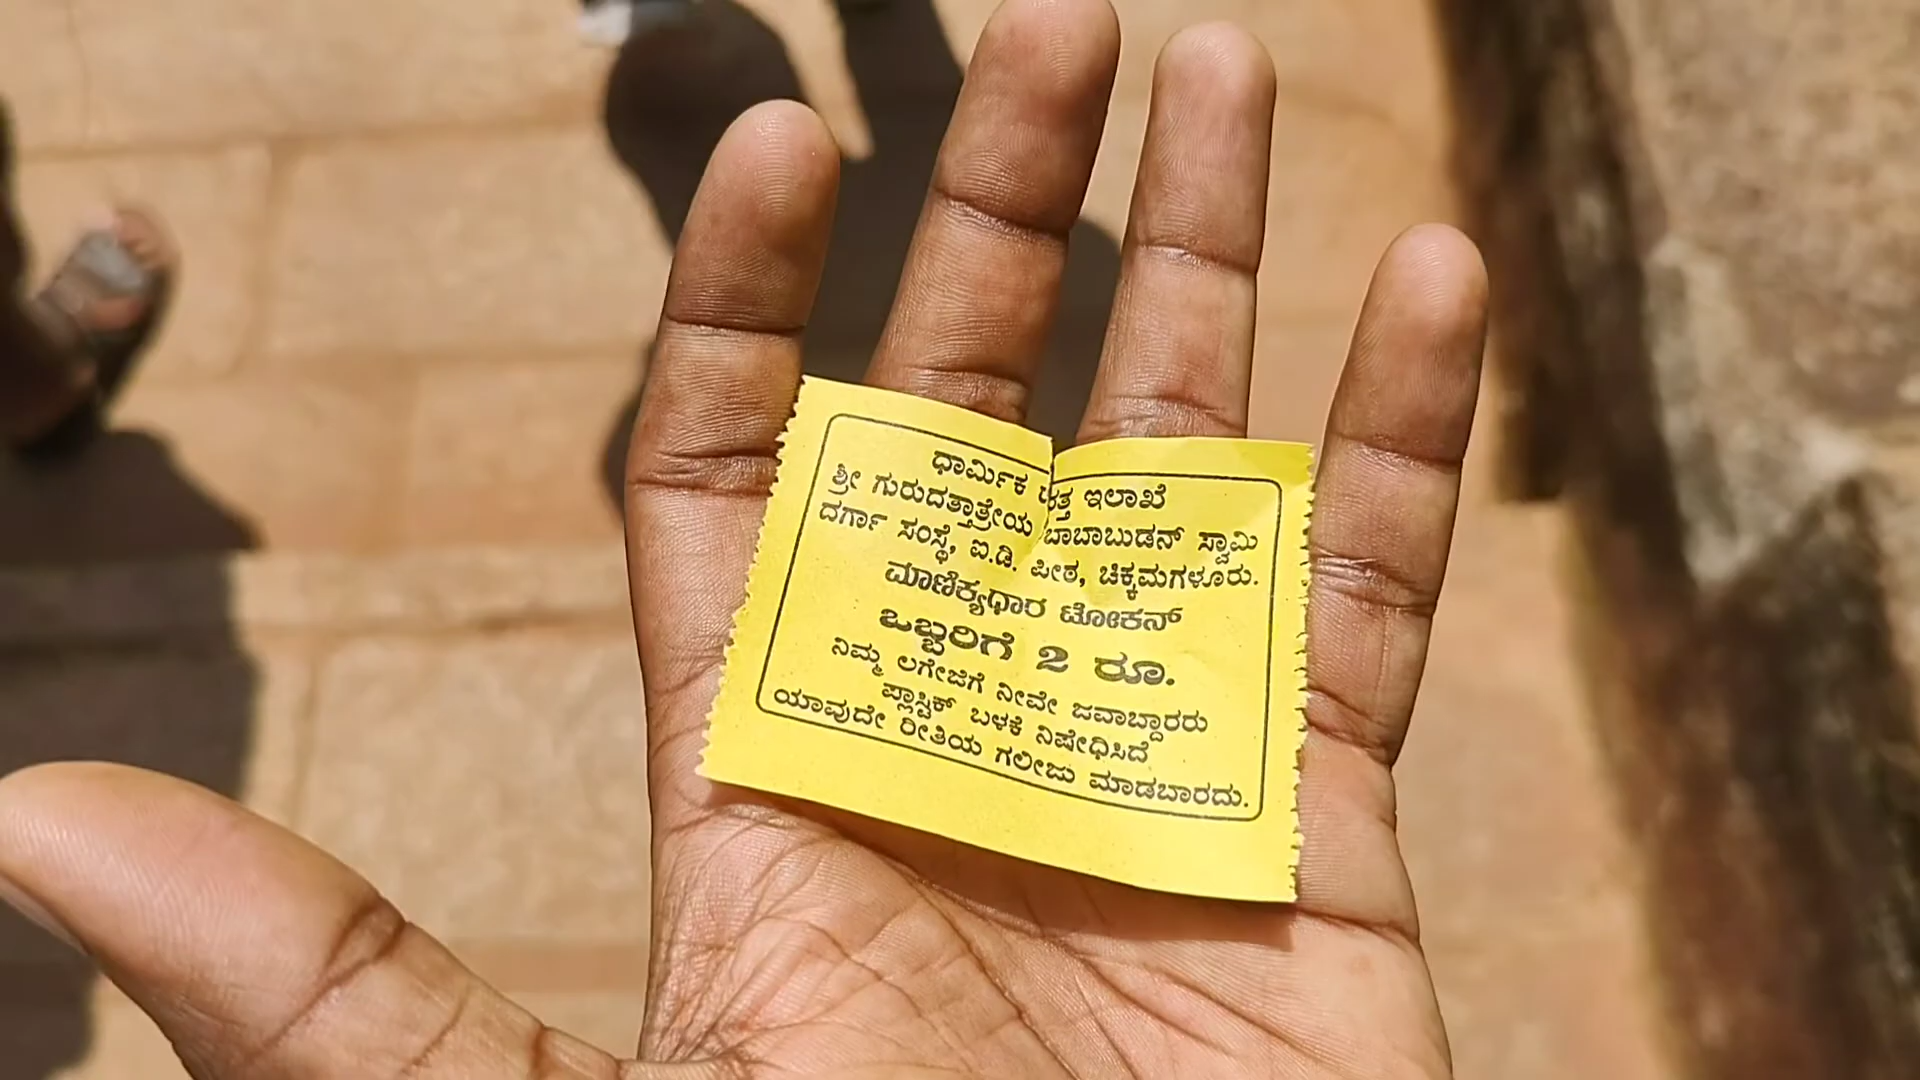 ಧಾರ್ಮಿಕ ದತ್ತಿ ಇಲಾಖೆ
ಶ್ರೀ ಗುರುದತ್ತಾತ್ರೇಯ ಬಾಬಾಬುಡನ್ ಸ್ವಾಮಿ
ದರ್ಗಾ ಸಂಸ್ಥೆ, ಐ.ಡಿ. ಪೀಠ, ಚಿಕ್ಕಮಗಳೂರು.
ಮಾಣಿಕ್ಯಧಾರ ಟೋಕನ್
ಒಬ್ಬರಿಗೆ 2 ರೂ.
ನಿಮ್ಮ ಲಗೇಜಿಗೆ ನೀವೇ ಜವಾಬ್ದಾರರು
ಪ್ಲಾಸ್ಟಿಕ್ ಬಳಕೆ ನಿಷೇಧಿಸಿದೆ
ಯಾವುದೇ ರೀತಿಯ ಗಲೀಜು ಮಾಡಬಾರದು.